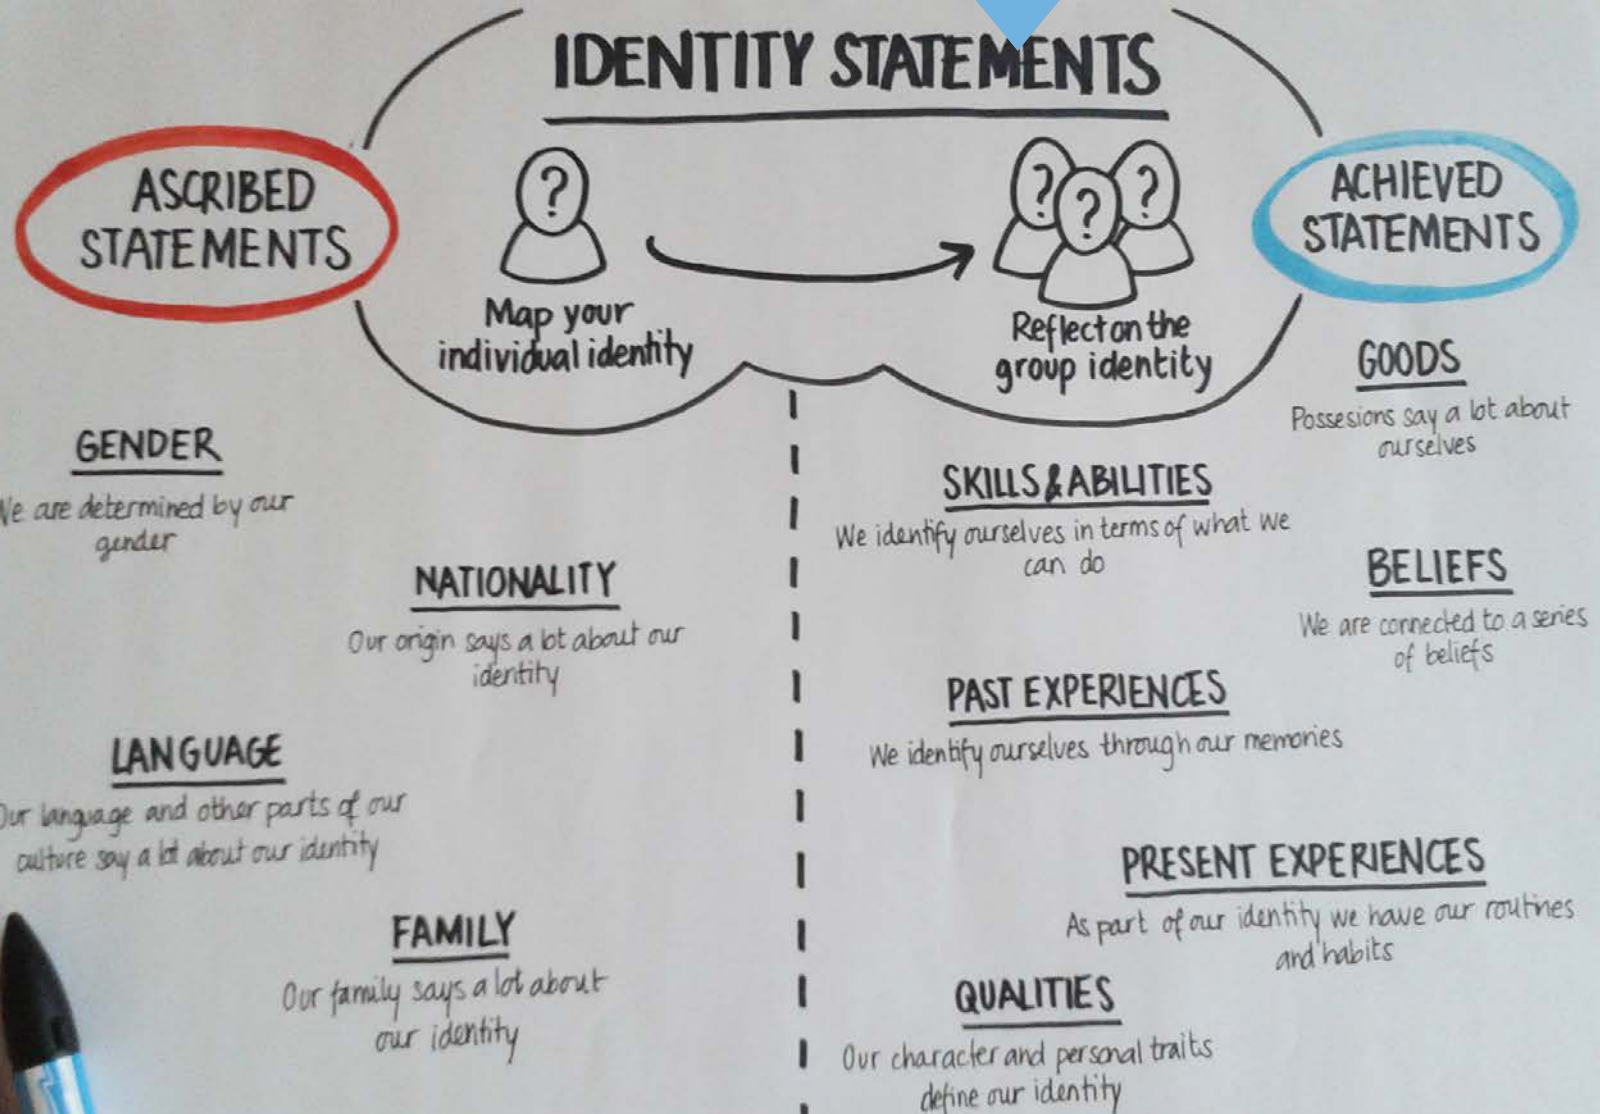 IDENTITY STATEMENTS
ASCRIBED
STATEMENTS
?
Map your
individual identity
? ? ?
Reflect on the
group identity
ACHIEVED
STATEMENTS
GENDER
We are determined by our
gender
NATIONALITY
Our origin says a lot about our
identity
LANGUAGE
Our language and other parts of our
culture say a lot about our identity
FAMILY
Our family says a lot about
our identity
GOODS
Possesions say a lot about
ourselves
SKILLS & ABILITIES
We identify ourselves in terms of what we
can do
BELIEFS
We are connected to a series
of beliefs
PAST EXPERIENCES
We identify ourselves through our memories
PRESENT EXPERIENCES
As part of our identity we have our routines
and habits
QUALITIES
Our character and personal traits
define our identity